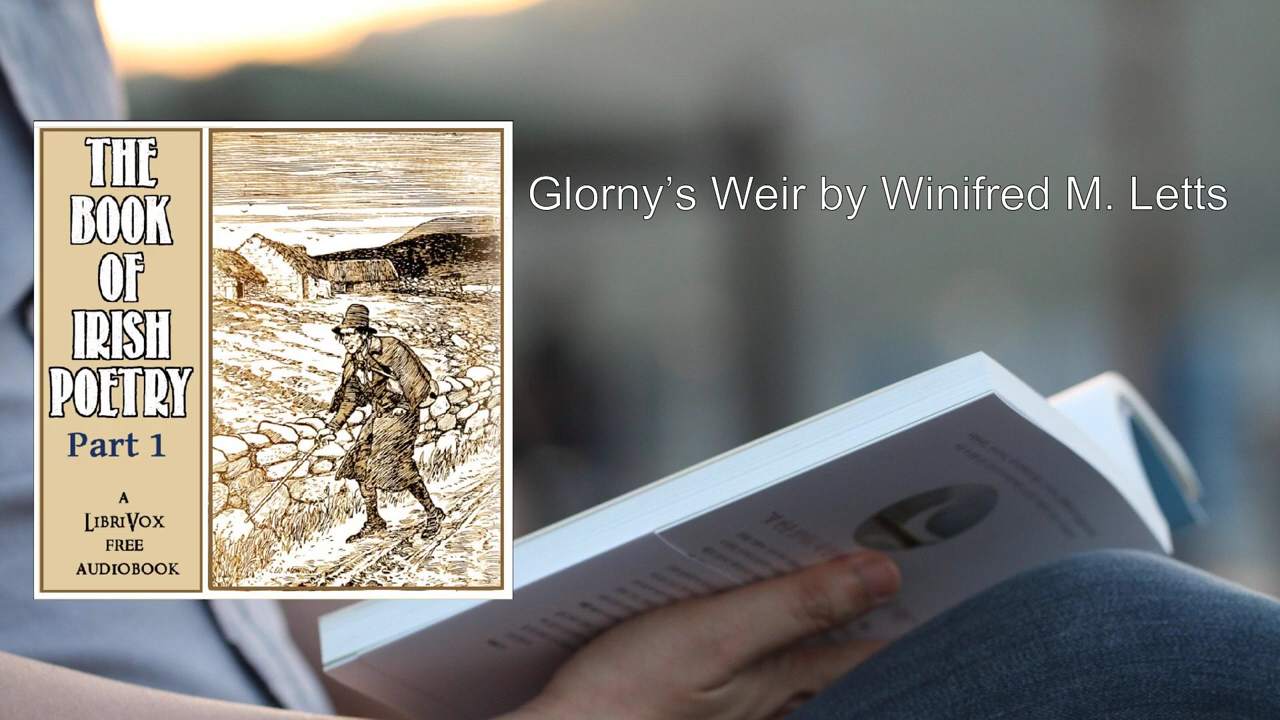 THE
BOOK
OF
IRISH
POETRY
Part 1
A
LIBRIVOX
FREE
AUDIOBOOK
Glorny’s Weir by Winifred M. Letts